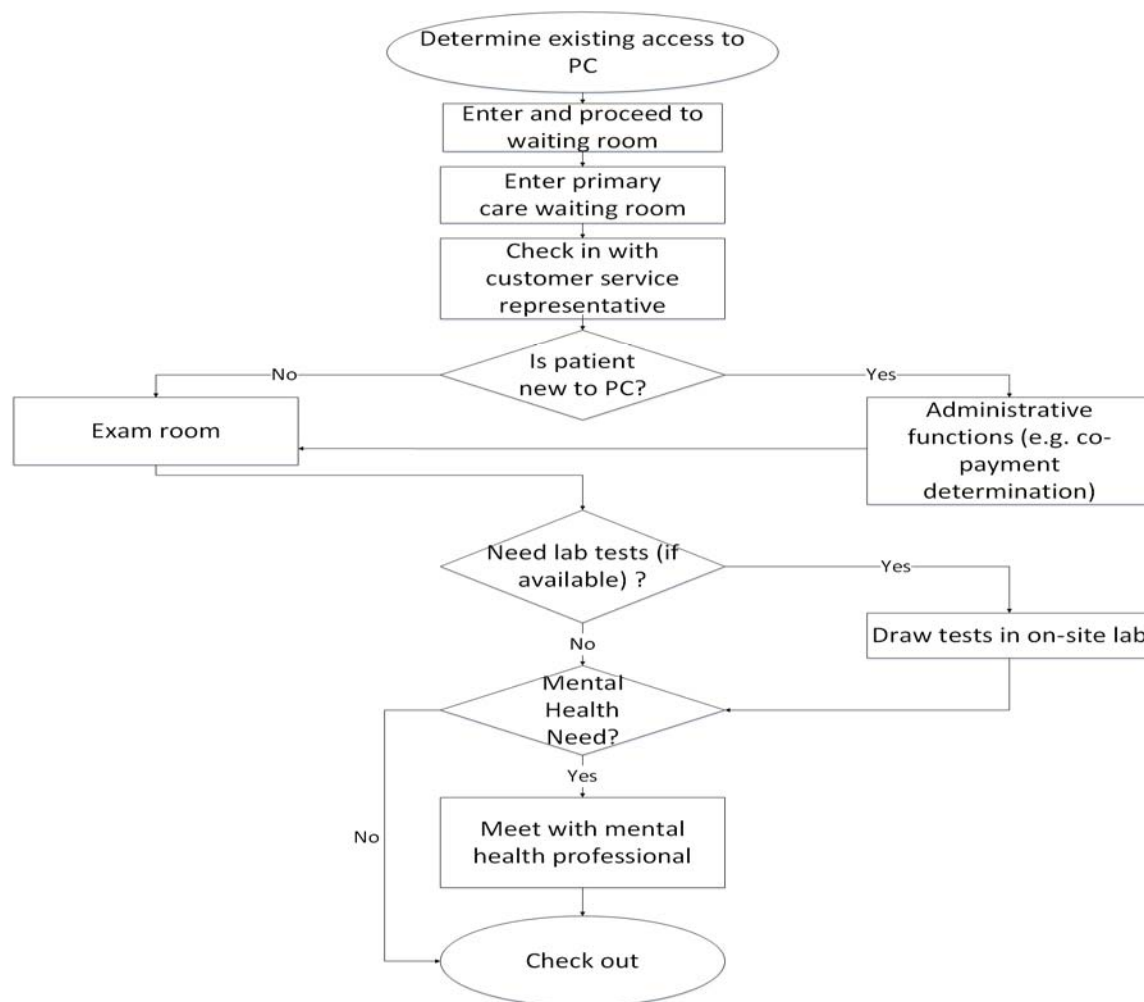 Determine existing access to
PC
Enter and proceed to
waiting room
Enter primary
care waiting room
Check in with
customer service
representative
Is patient
new to PC?
No
Yes
Exam room
Administrative
functions (e.g. co-
payment
determination)
Need lab tests (if
available) ?
Yes
No
Draw tests in on-site lab
Mental
Health
Need?
Yes
No
Meet with mental
health professional
Check out